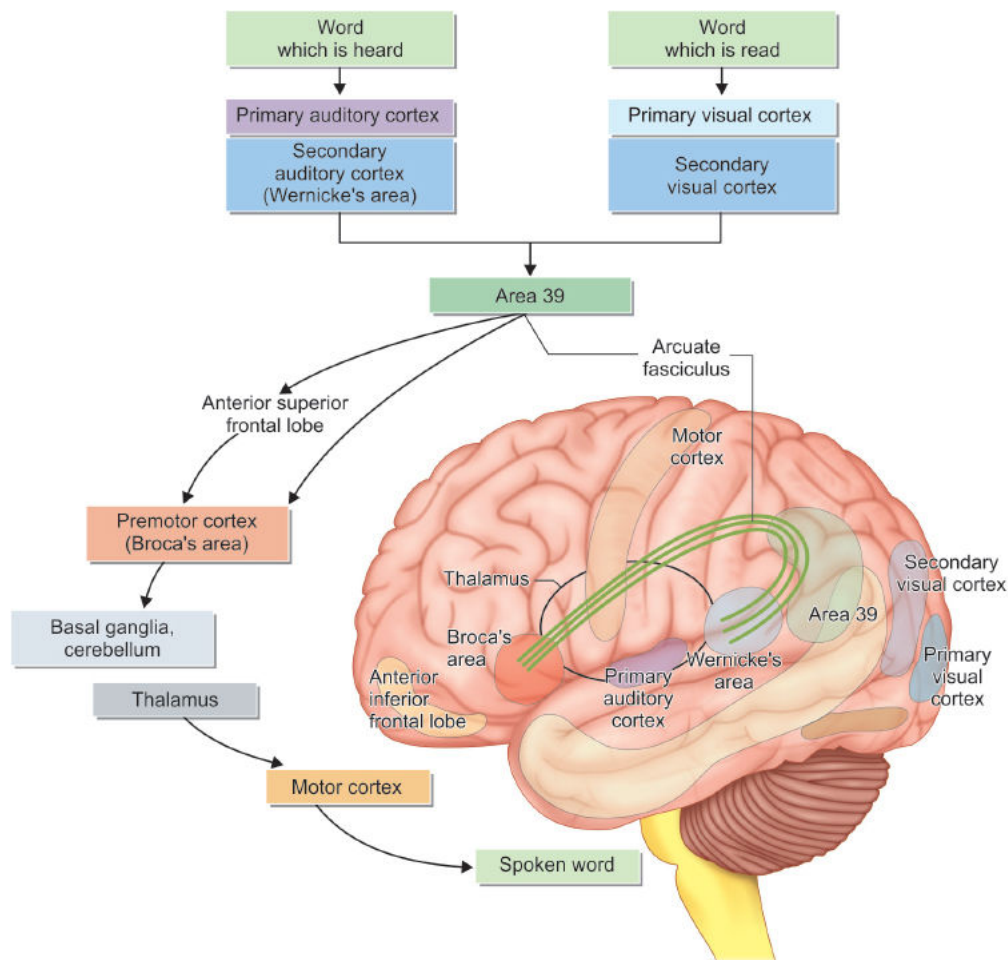 Word
which is heard
Word
which is read
Primary auditory cortex
Primary visual cortex
Secondary
auditory cortex
(Wernicke's area)
Secondary
visual cortex
Area 39
Arcuate
fasciculus
Anterior superior
frontal lobe
Motor
cortex
Premotor cortex
(Broca's area)
Thalamus
Secondary
visual cortex
Basal ganglia,
cerebellum
Broca's
area
Area 39
Wernicke's
area
Primary
auditory
cortex
Primary
visual
cortex
Anterior
inferior
frontal lobe
Thalamus
Motor cortex
Spoken word